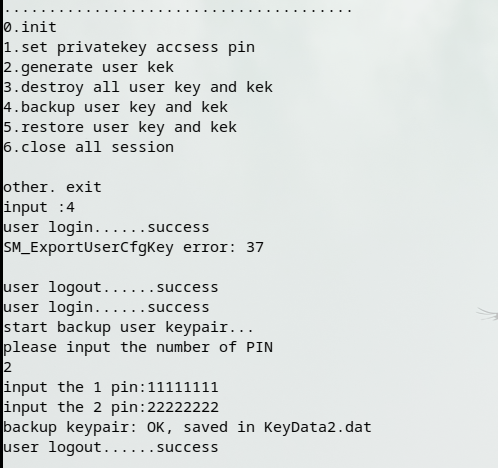 .......................................
0.init
1.set privatekey accsess pin
2.generate user kek
3.destroy all user key and kek
4.backup user key and kek
5.restore user key and kek
6.close all session
other. exit
input :4
user login......success
SM_ExportUserCfgKey error: 37
user logout......success
user login......success
start backup user keypair...
please input the number of PIN
2
input the 1 pin:11111111
input the 2 pin:22222222
backup keypair: OK, saved in KeyData2.dat
user logout......success